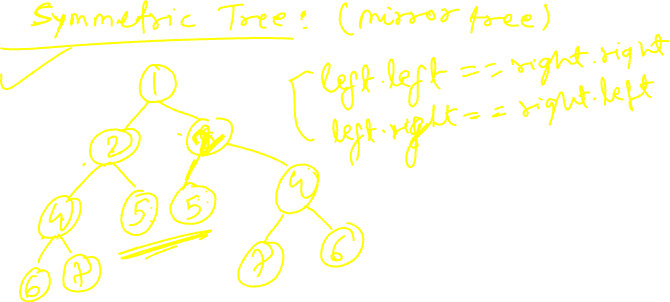 Symmetric Tree: (mirror tree)
left.left == right.right
left.right == right.left
1
2 2
4 5 5 4
6 7 7 6